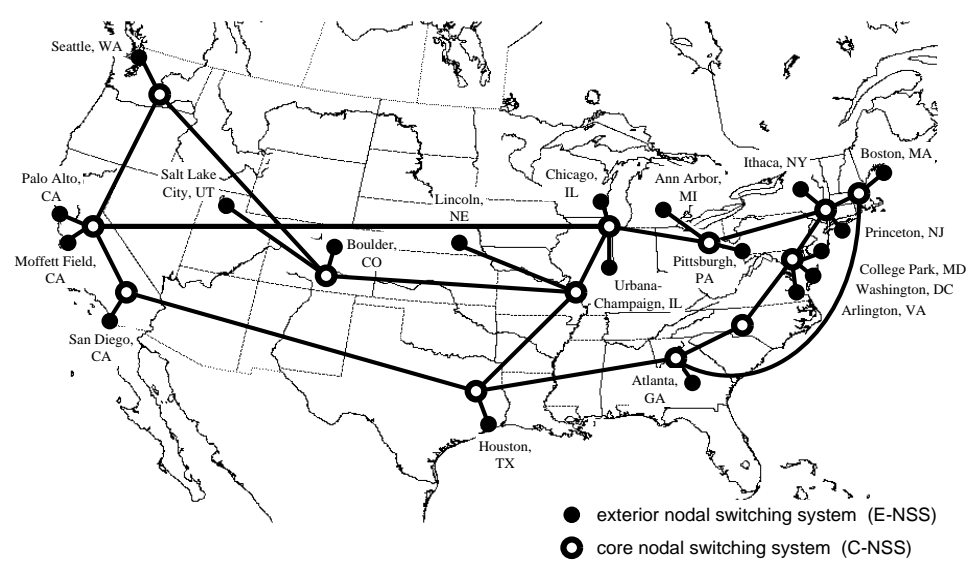 Seattle, WA
Palo Alto,
CA
Salt Lake
City, UT
Moffett Field,
CA
San Diego,
CA
Boulder,
CO
Lincoln,
NE
Chicago,
IL
Ann Arbor,
MI
Ithaca, NY
Boston, MA
Princeton, NJ
Pittsburgh,
PA
College Park, MD
Washington, DC
Arlington, VA
Urbana-
Champaign, IL
Atlanta,
GA
Houston,
TX
exterior nodal switching system (E-NSS)
core nodal switching system (C-NSS)